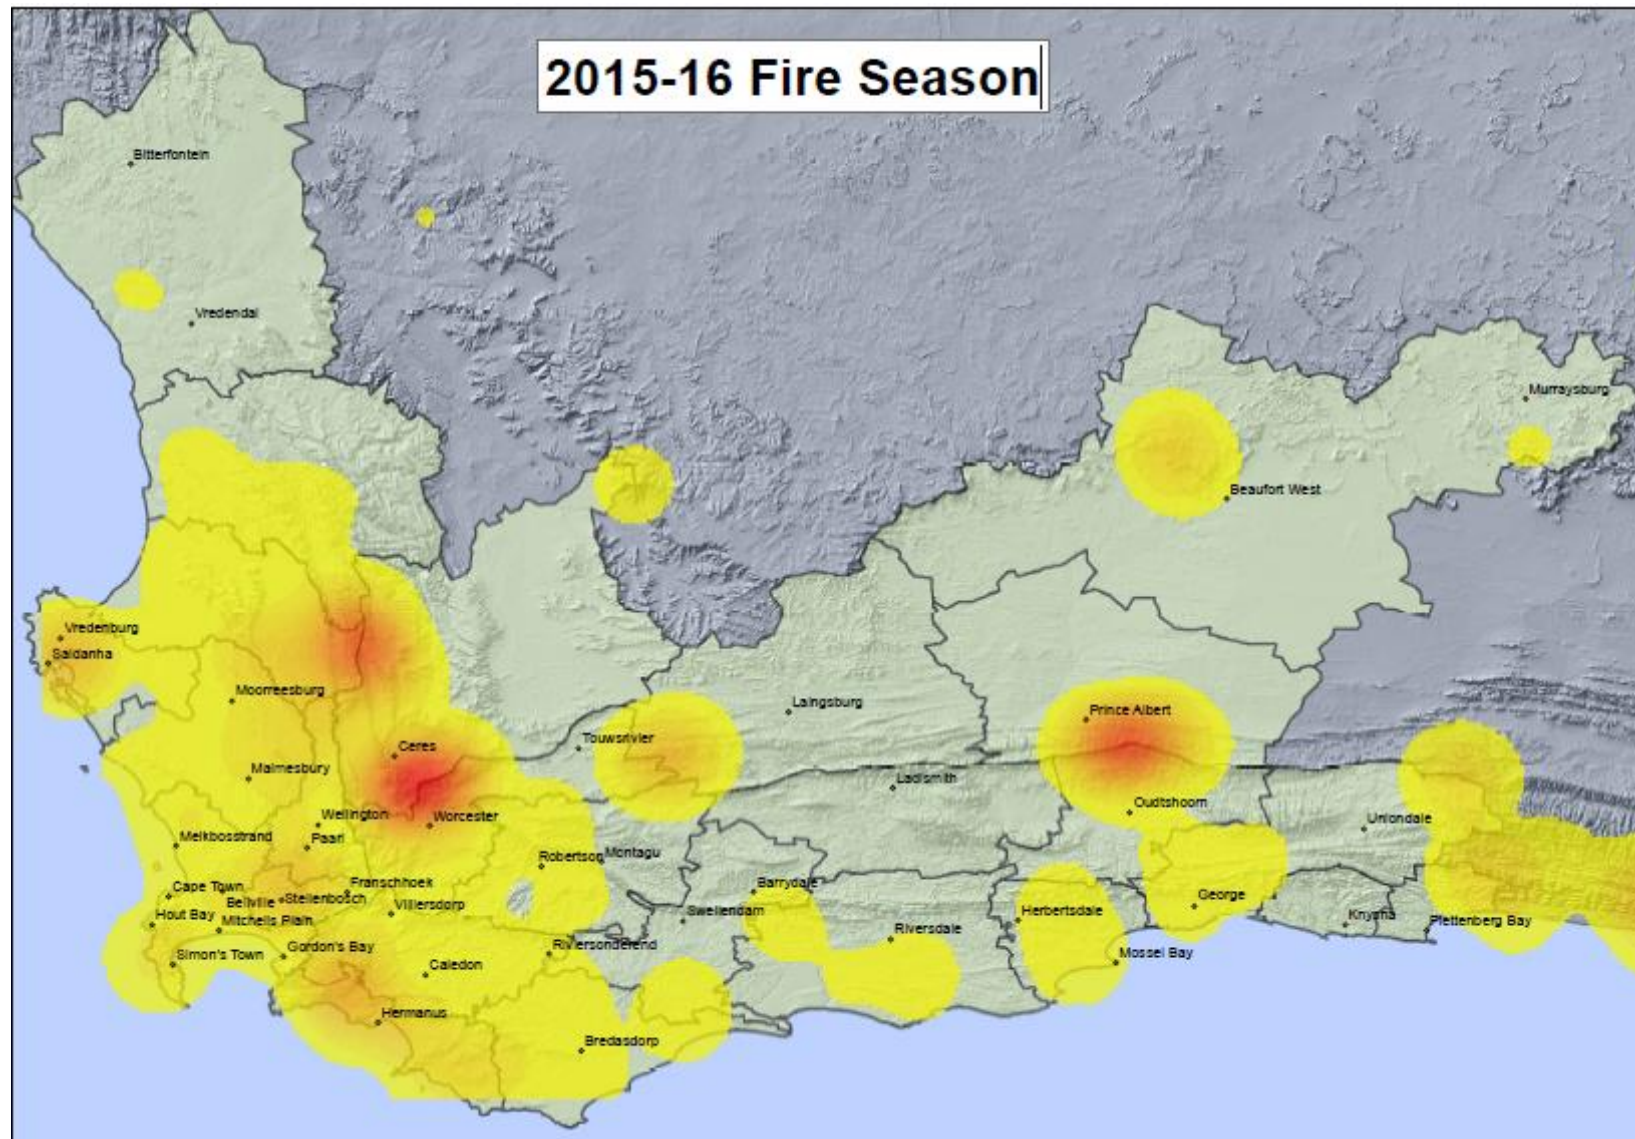 2015-16 Fire Season
Bitterfontein
Vredendal
Murraysburg
Beaufort West
Vredenburg
Saldanha
Moorreesburg
Laingsburg
Prince Albert
Ceres
Touwsrivier
Malmesbury
Ladismith
Wellington
Worcester
Oudtshoorn
Uniondale
Melkbosstrand
Paarl
Robertson
Montagu
Cape Town
Franschhoek
Barrydale
Bellville
Stellenbosch
Villiersdorp
George
Hout Bay
Mitchells Plain
Swellendam
Herbertsdale
Knysna
Plettenberg Bay
Simon's Town
Gordon's Bay
Riviersonderend
Riversdale
Mossel Bay
Caledon
Hermanus
Bredasdorp